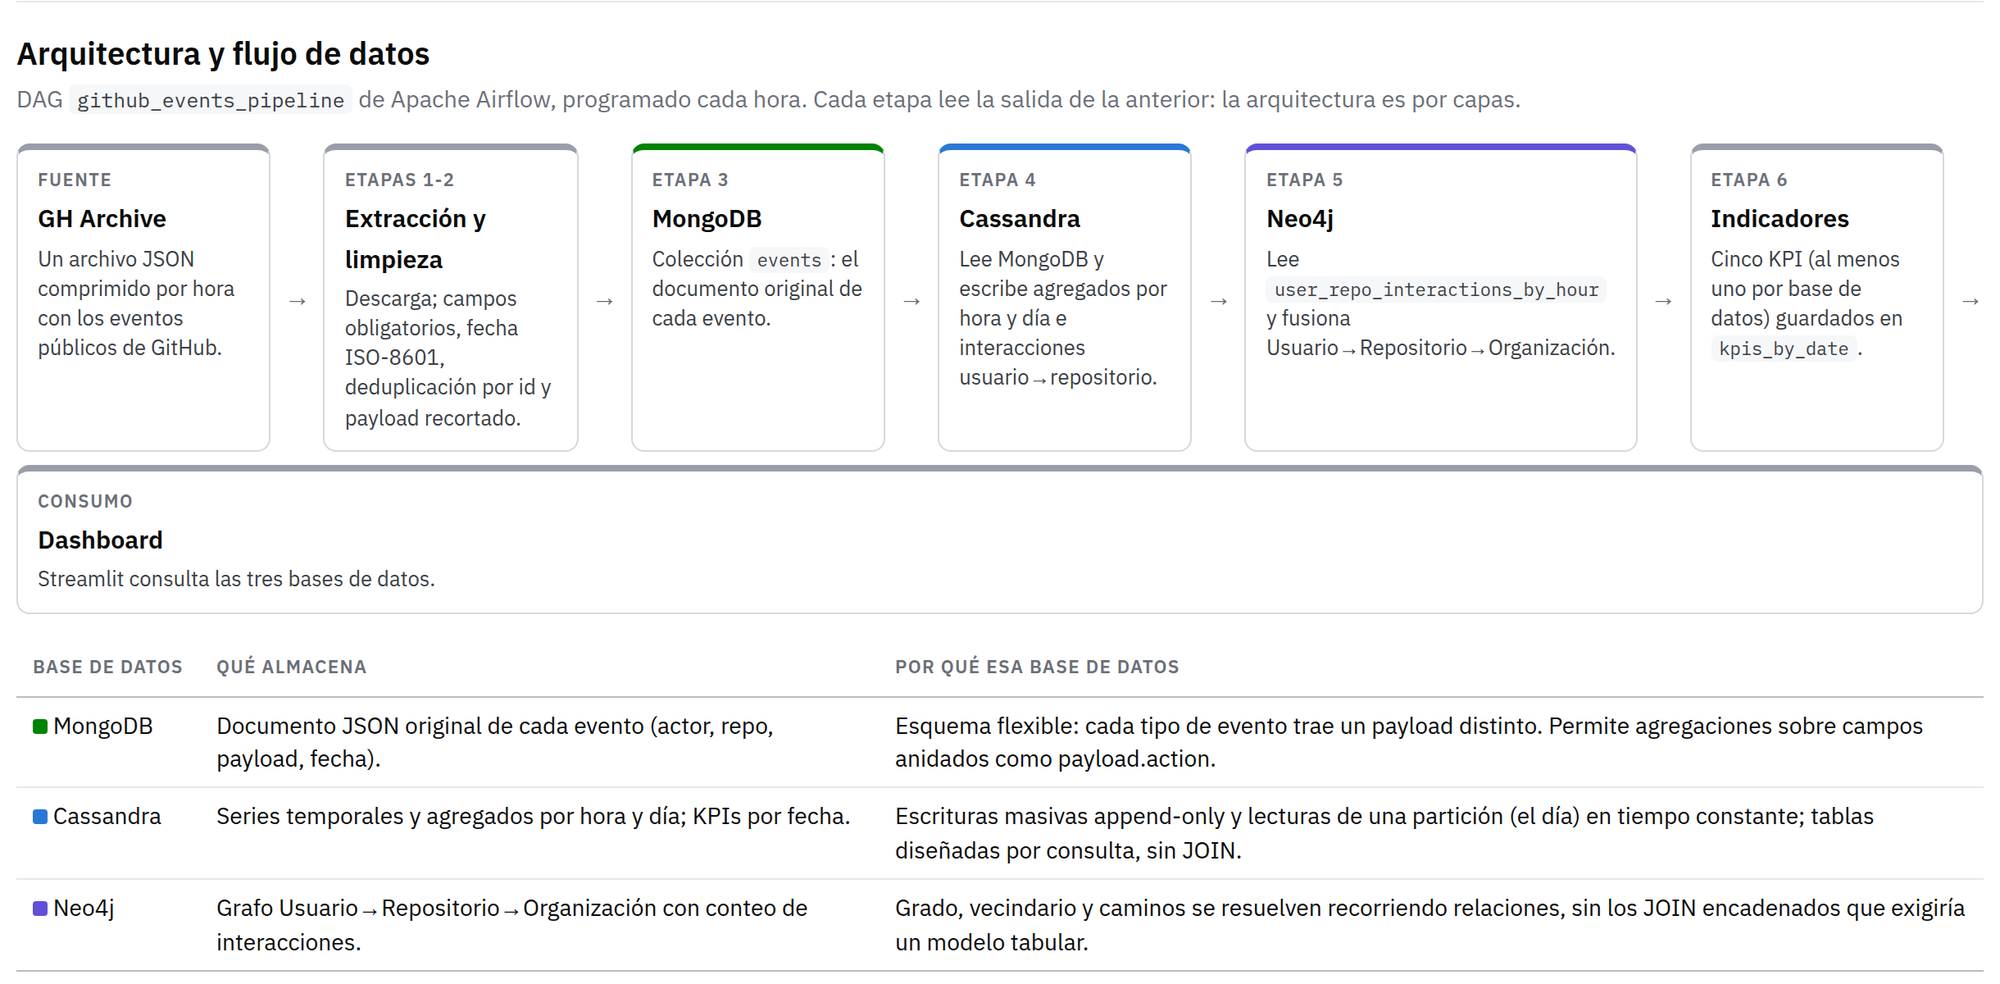 Arquitectura y flujo de datos
DAG github_events_pipeline de Apache Airflow, programado cada hora. Cada etapa lee la salida de la anterior: la arquitectura es por capas.
FUENTE
GH Archive
Un archivo JSON
comprimido por hora
con los eventos
públicos de GitHub.
→
ETAPAS 1-2
Extracción y
limpieza
Descarga; campos
obligatorios, fecha
ISO-8601,
deduplicación por id y
payload recortado.
→
ETAPA 3
MongoDB
Colección events : el
documento original de
cada evento.
→
ETAPA 4
Cassandra
Lee MongoDB y
escribe agregados por
hora y día e
interacciones
usuario→repositorio.
→
ETAPA 5
Neo4j
Lee
user_repo_interactions_by_hour
y fusiona
Usuario→Repositorio→Organización.
→
ETAPA 6
Indicadores
Cinco KPI (al menos
uno por base de
datos) guardados en
kpis_by_date .
→
CONSUMO
Dashboard
Streamlit consulta las tres bases de datos.
BASE DE DATOS QUÉ ALMACENA POR QUÉ ESA BASE DE DATOS
MongoDB
Documento JSON original de cada evento (actor, repo,
payload, fecha).
Esquema flexible: cada tipo de evento trae un payload distinto. Permite agregaciones sobre campos
anidados como payload.action.
Cassandra
Series temporales y agregados por hora y día; KPIs por fecha.
Escrituras masivas append-only y lecturas de una partición (el día) en tiempo constante; tablas
diseñadas por consulta, sin JOIN.
Neo4j
Grafo Usuario→Repositorio→Organización con conteo de
interacciones.
Grado, vecindario y caminos se resuelven recorriendo relaciones, sin los JOIN encadenados que exigiría
un modelo tabular.